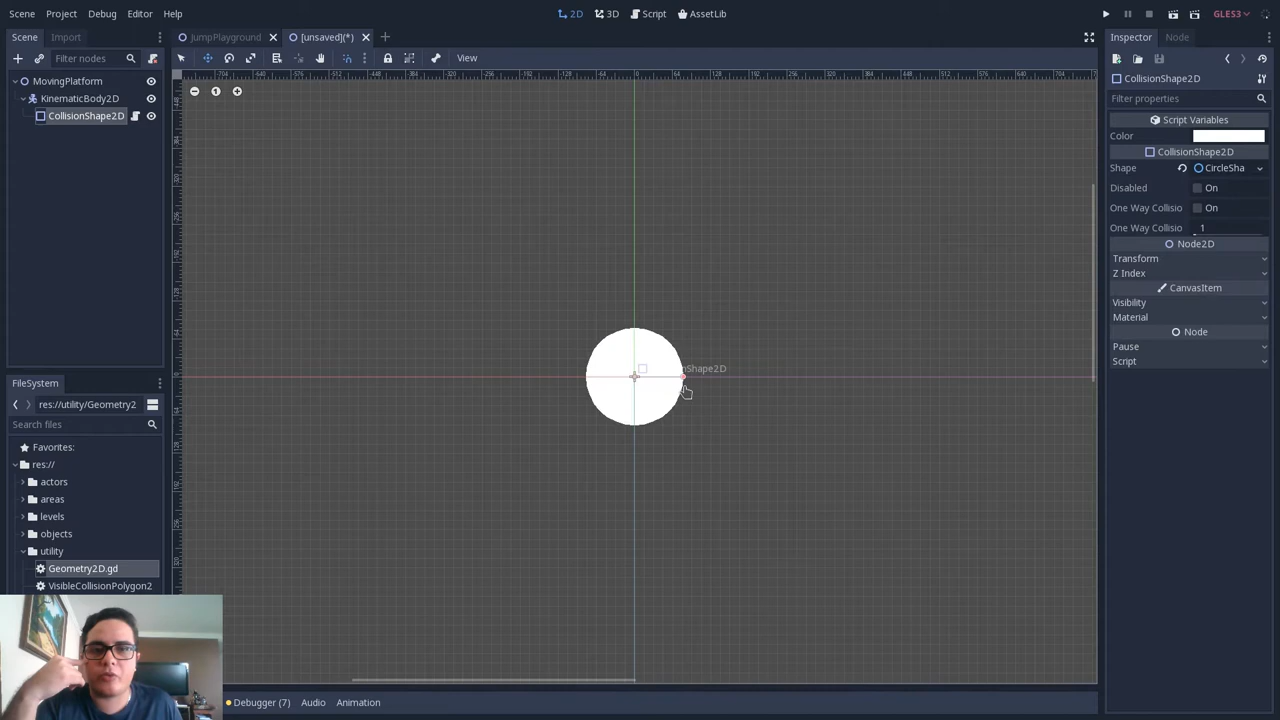 Scene Project Debug Editor Help
2D 3D Script AssetLib
GLES3
Scene Import
JumpPlayground [unsaved](*)
Inspector Node
Filter nodes
View
MovingPlatform
KinematicBody2D
CollisionShape2D
CollisionShape2D
Filter properties
Script Variables
Color
CollisionShape2D
Shape CircleSha
Disabled On
One Way Collisio On
One Way Collisio 1
Node2D
Transform
Z Index
CanvasItem
Visibility
Material
Node
Pause
Script
nShape2D
FileSystem
res://utility/Geometry2
Search files
Favorites:
res://
actors
areas
levels
objects
utility
Geometry2D.gd
VisibleCollisionPolygon2
Debugger (7) Audio Animation